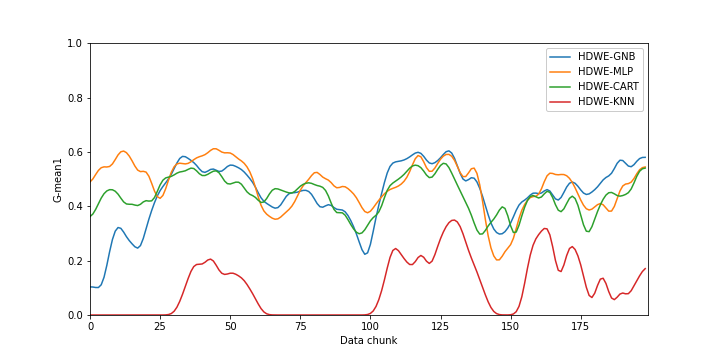 1.0
0.8
0.6
0.4
0.2
0.0
G-mean1
0 25 50 75 100 125 150 175
Data chunk
HDWE-GNB
HDWE-MLP
HDWE-CART
HDWE-KNN